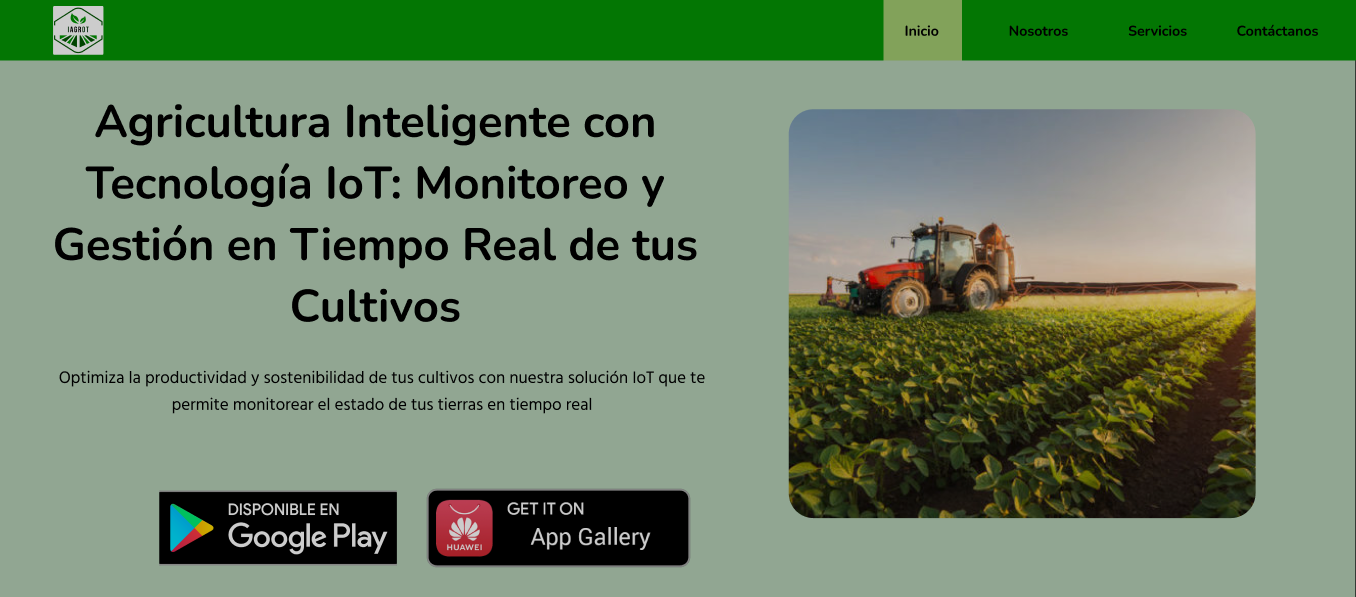 IAGROT
Inicio
Nosotros
Servicios
Contáctanos
Agricultura Inteligente con
Tecnología IoT: Monitoreo y
Gestión en Tiempo Real de tus
Cultivos
Optimiza la productividad y sostenibilidad de tus cultivos con nuestra solución IoT que te
permite monitorear el estado de tus tierras en tiempo real
DISPONIBLE EN
Google Play
HUAWEI
GET IT ON
App Gallery